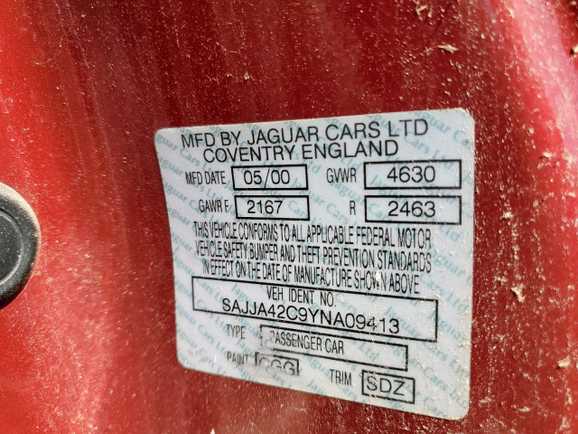 MFD BY JAGUAR CARS LTD
COVENTRY ENGLAND
MFD DATE 05/00 GVWR 4630
GAWR F 2167 R 2463
THIS VEHICLE CONFORMS TO ALL APPLICABLE FEDERAL MOTOR
VEHICLE SAFETY BUMPER AND THEFT PREVENTION STANDARDS
IN EFFECT ON THE DATE OF MANUFACTURE SHOWN ABOVE
VEH IDENT NO.
SAJJA42C9YNA09413
TYPE PASSENGER CAR
PAINT CGG TRIM SDZ